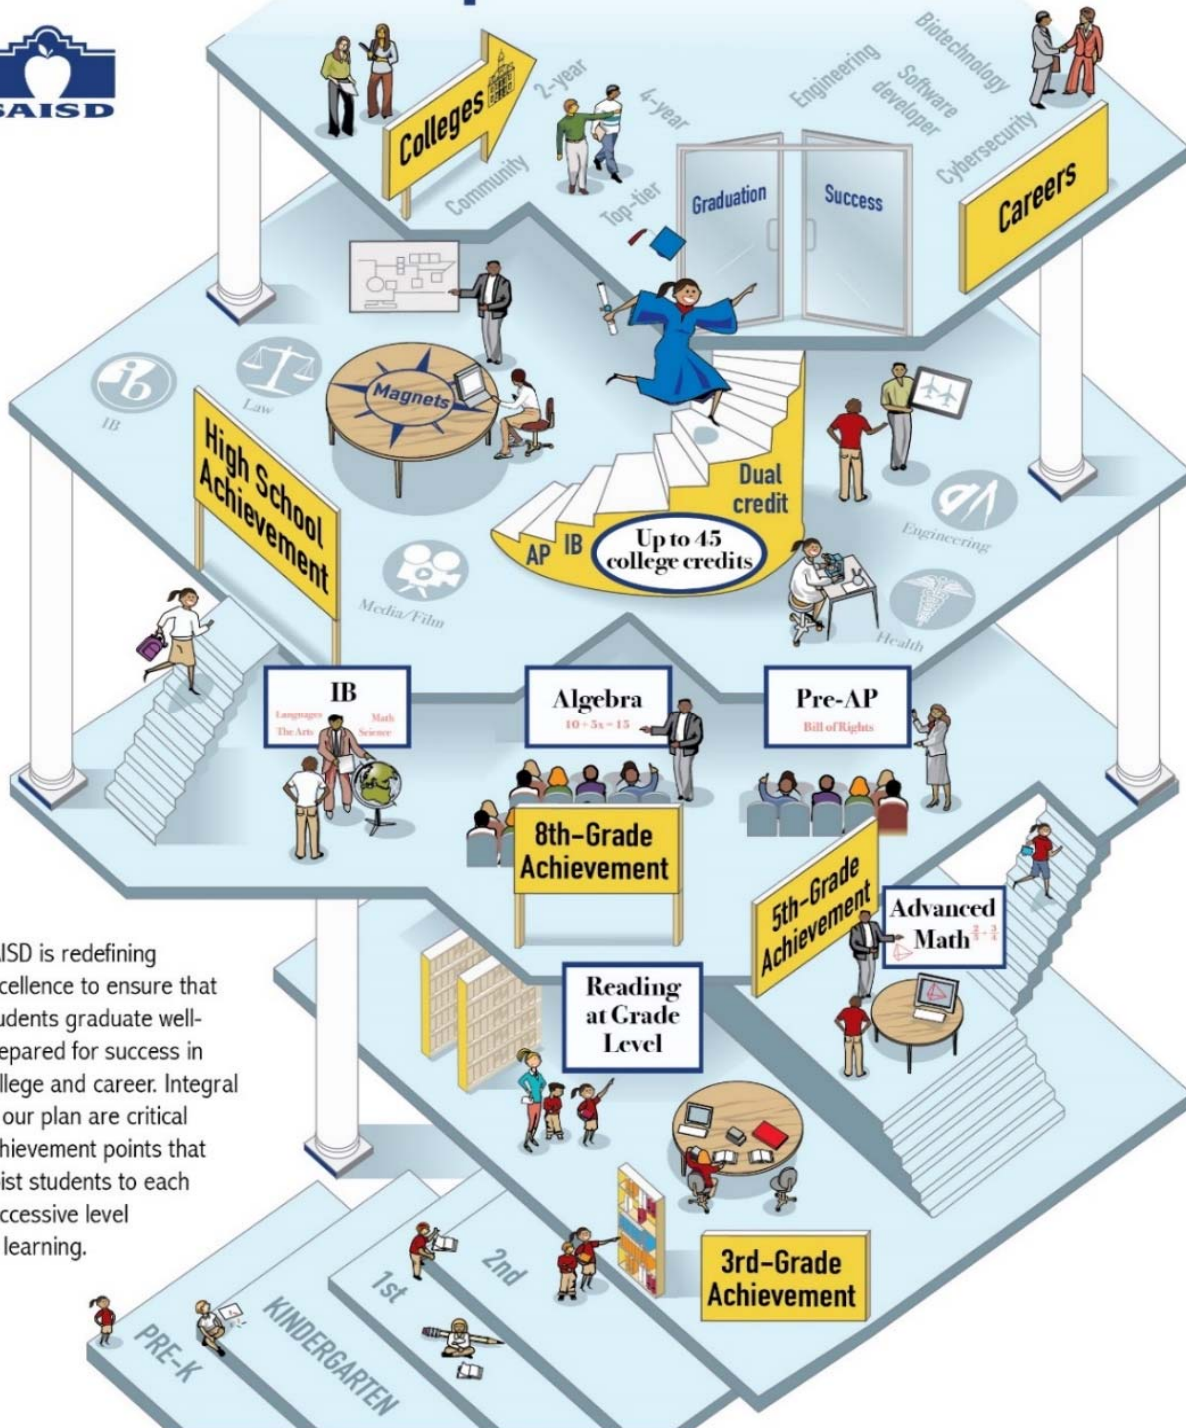 SAISD
Colleges
Community
2-year
4-year
Top-tier
Engineering
Software
developer
Biotechnology
Cybersecurity
Careers
Graduation
Success
IB
Law
Magnets
High School
Achievement
Media/Film
AP
IB
Dual
credit
Up to 45
college credits
Engineering
Health
IB
Languages
Math
The Arts
Science
Algebra
Pre-AP
Bill of Rights
8th-Grade
Achievement
5th-Grade
Achievement
Advanced
Math
Reading
at Grade
Level
AISD is redefining
cellence to ensure that
udents graduate well-
epared for success in
llege and career. Integral
our plan are critical
hievement points that
ist students to each
ccessive level
learning.
3rd-Grade
Achievement
2nd
1st
KINDERGARTEN
PRE-K